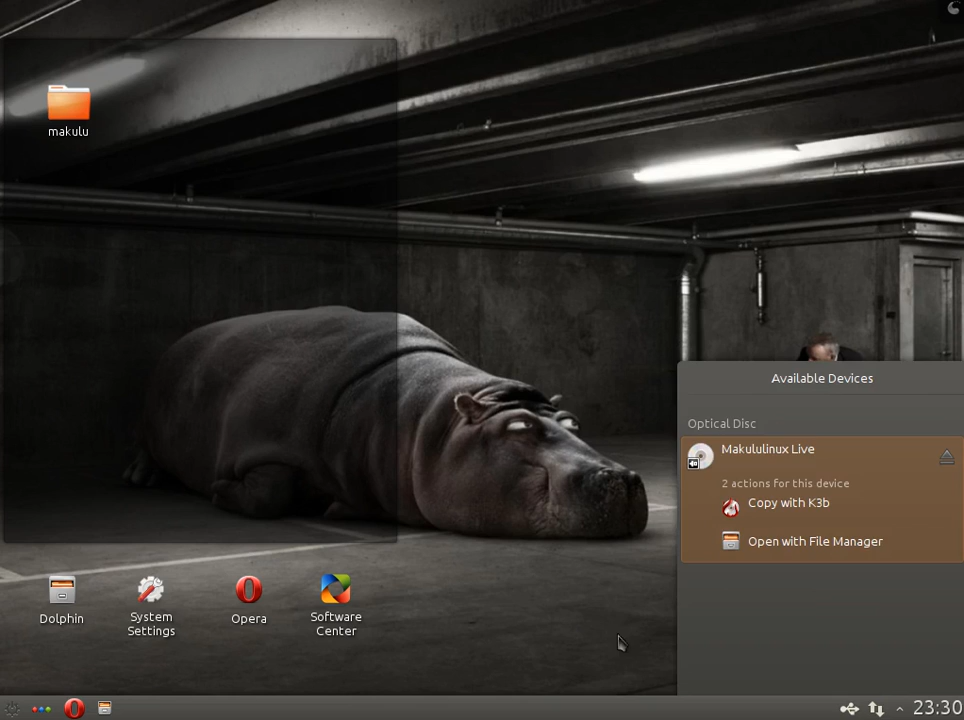 makulu
Available Devices
Optical Disc
Makululinux Live
2 actions for this device
Copy with K3b
Open with File Manager
Dolphin
System
Settings
Opera
Software
Center
23:30